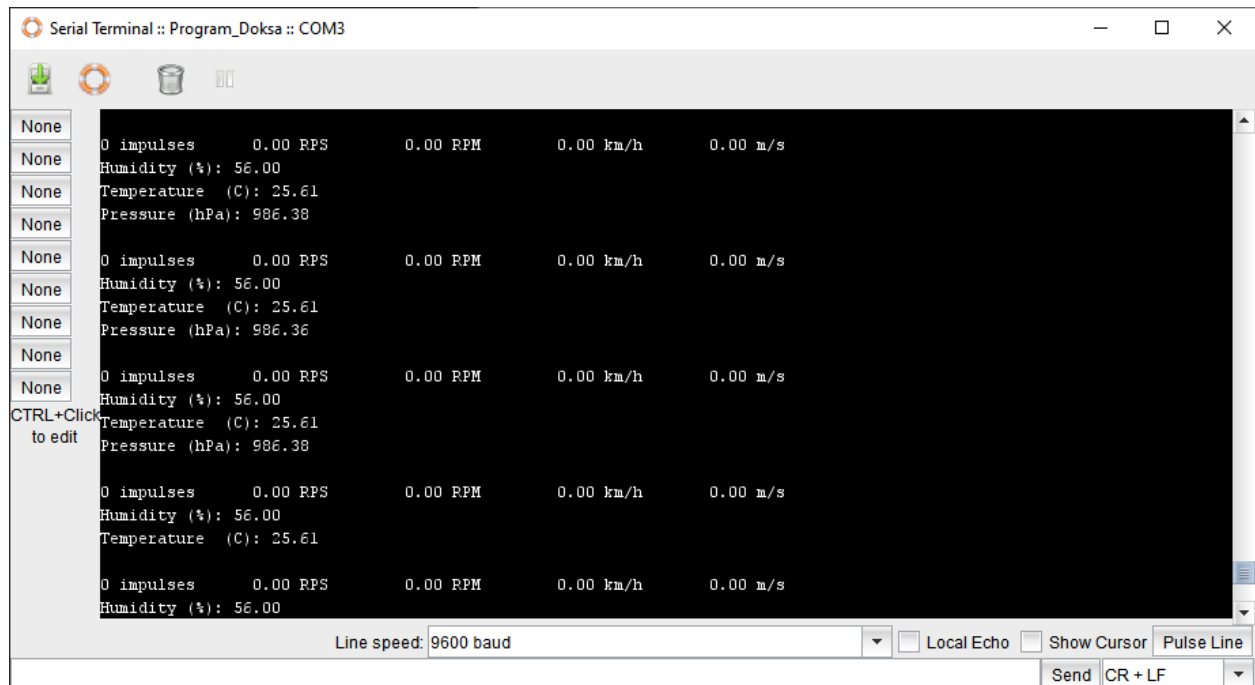 Serial Terminal :: Program_Doksa :: COM3
None
None
None
None
None
None
None
None
None
CTRL+Click
to edit
0 impulses 0.00 RPS 0.00 RPM 0.00 km/h 0.00 m/s
Humidity (%): 56.00
Temperature (C): 25.61
Pressure (hPa): 986.38
0 impulses 0.00 RPS 0.00 RPM 0.00 km/h 0.00 m/s
Humidity (%): 56.00
Temperature (C): 25.61
Pressure (hPa): 986.36
0 impulses 0.00 RPS 0.00 RPM 0.00 km/h 0.00 m/s
Humidity (%): 56.00
Temperature (C): 25.61
Pressure (hPa): 986.38
0 impulses 0.00 RPS 0.00 RPM 0.00 km/h 0.00 m/s
Humidity (%): 56.00
Temperature (C): 25.61
0 impulses 0.00 RPS 0.00 RPM 0.00 km/h 0.00 m/s
Humidity (%): 56.00
Line speed: 9600 baud Local Echo Show Cursor Pulse Line
Send CR + LF